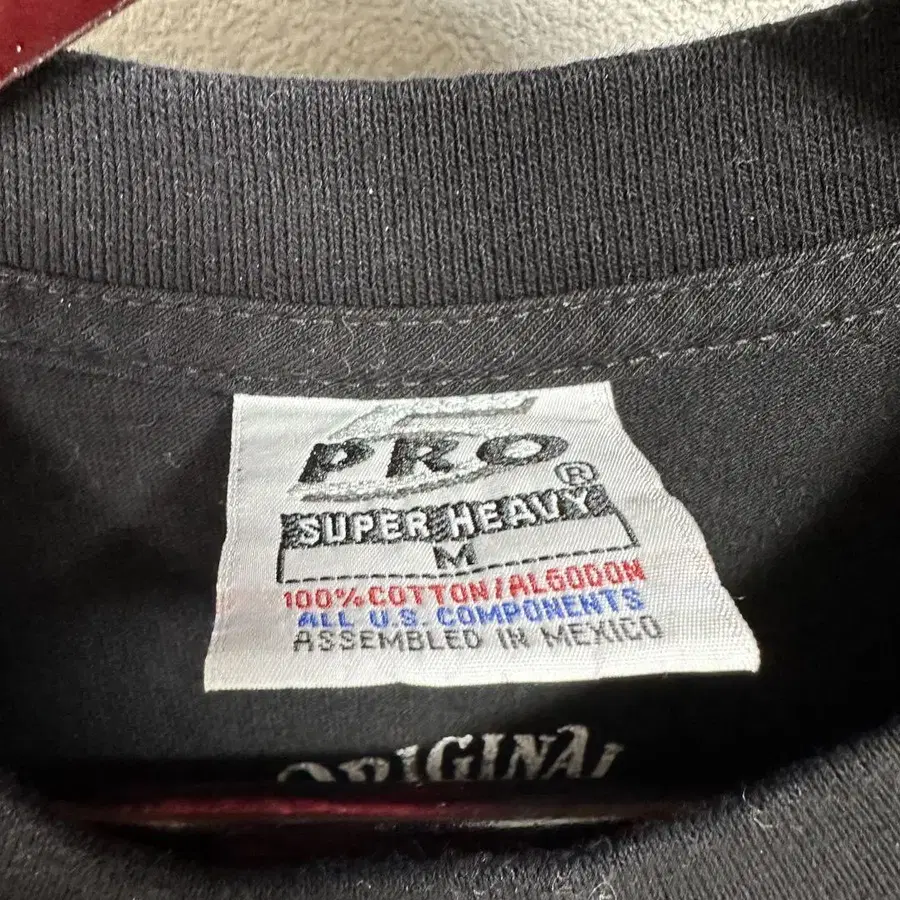 PRO®
SUPER HEAVY
M
100% COTTON/ALGODON
ALL U.S. COMPONENTS
ASSEMBLED IN MEXICO
ORIGINAL